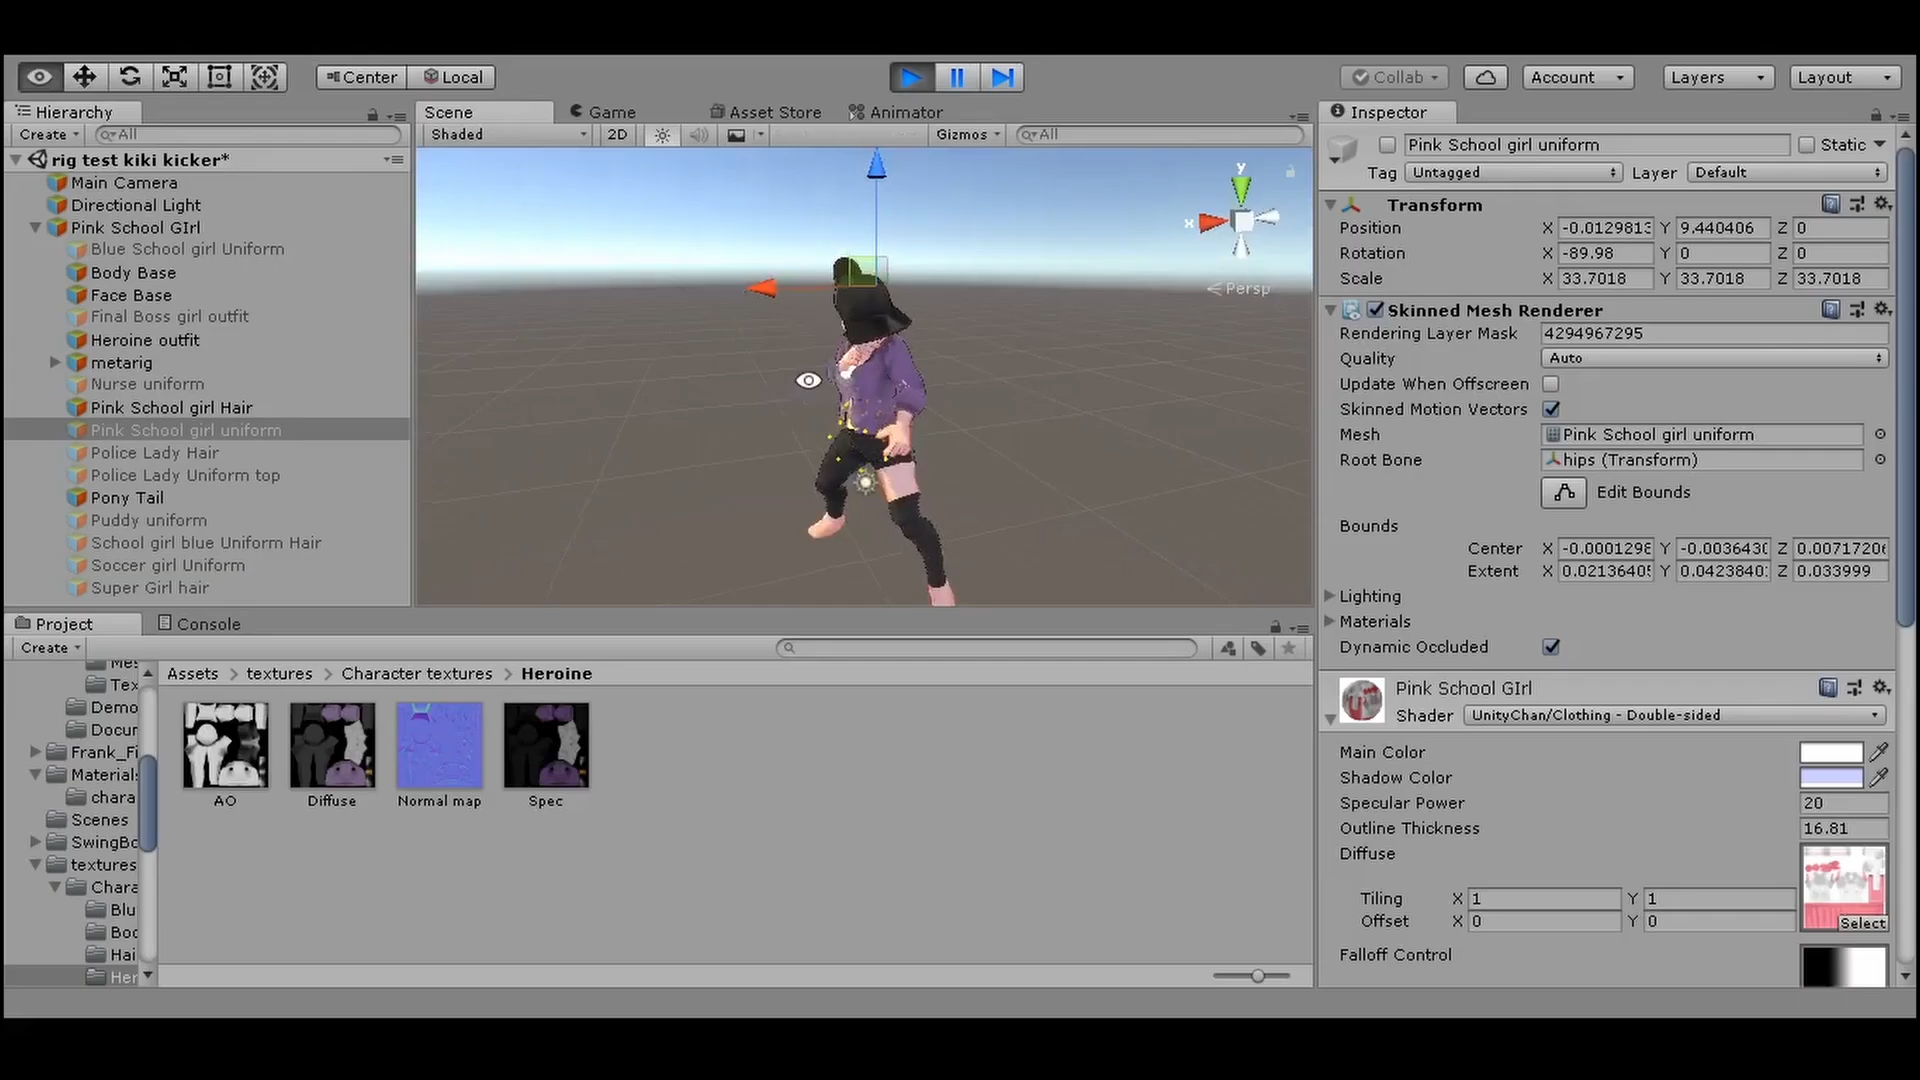 Center
Local
Collab
Account
Layers
Layout
Hierarchy
Create
All
rig test kiki kicker*
Main Camera
Directional Light
Pink School GIrl
Blue School girl Uniform
Body Base
Face Base
Final Boss girl outfit
Heroine outfit
metarig
Nurse uniform
Pink School girl Hair
Pink School girl uniform
Police Lady Hair
Police Lady Uniform top
Pony Tail
Puddy uniform
School girl blue Uniform Hair
Soccer girl Uniform
Super Girl hair
Scene
Game
Asset Store
Animator
Shaded
2D
Gizmos
All
y
x
Persp
Inspector
Pink School girl uniform
Static
Tag
Untagged
Layer
Default
Transform
Position X -0.0129813 Y 9.440406 Z 0
Rotation X -89.98 Y 0 Z 0
Scale X 33.7018 Y 33.7018 Z 33.7018
Skinned Mesh Renderer
Rendering Layer Mask 4294967295
Quality Auto
Update When Offscreen
Skinned Motion Vectors
Mesh Pink School girl uniform
Root Bone hips (Transform)
Edit Bounds
Bounds
Center X -0.0001298 Y -0.0036430 Z 0.0071720
Extent X 0.0213640 Y 0.0423840 Z 0.033999
Lighting
Materials
Dynamic Occluded
Pink School GIrl
Shader UnityChan/Clothing - Double-sided
Main Color
Shadow Color
Specular Power 20
Outline Thickness 16.81
Diffuse
Tiling X 1 Y 1
Offset X 0 Y 0
Select
Falloff Control
Project
Console
Create
Mes
Tex
Demo
Docur
Frank_Fi
Materials
chara
Scenes
SwingBo
textures
Chara
Blu
Boo
Hai
Her
Assets > textures > Character textures > Heroine
AO
Diffuse
Normal map
Spec